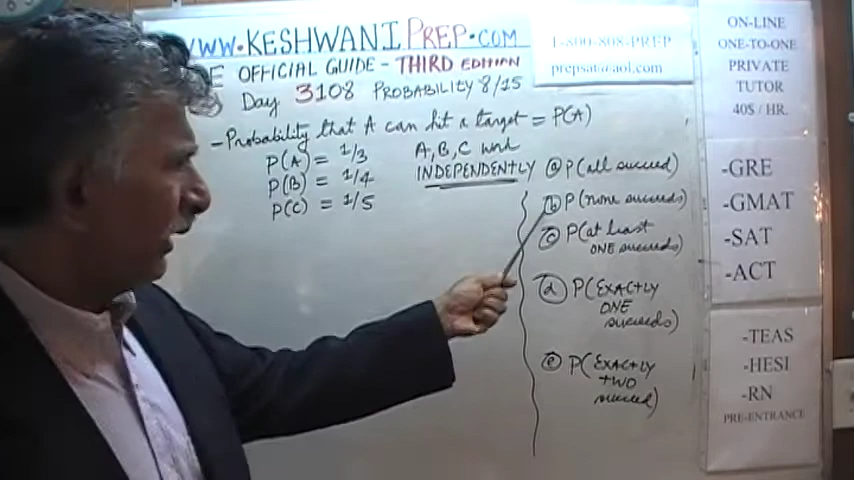 WWW.KESHWANIPREP.COM
1-800-808-PREP
prepsat@aol.com
OFFICIAL GUIDE - THIRD EDITION
Day 3108 PROBABILITY 8/15
-Probability that A can hit a target = P(A)
P(A) = 1/3
P(B) = 1/4
P(C) = 1/5
A, B, C work
INDEPENDENTLY
(a) P(all succeed)
(b) P(none succeeds)
(c) P(at least
ONE succeeds)
(d) P(EXACTLY
ONE
succeeds)
(e) P(EXACTLY
TWO
succeed)
ON-LINE
ONE-TO-ONE
PRIVATE
TUTOR
40$ / HR.
-GRE
-GMAT
-SAT
-ACT
-TEAS
-HESI
-RN
PRE-ENTRANCE